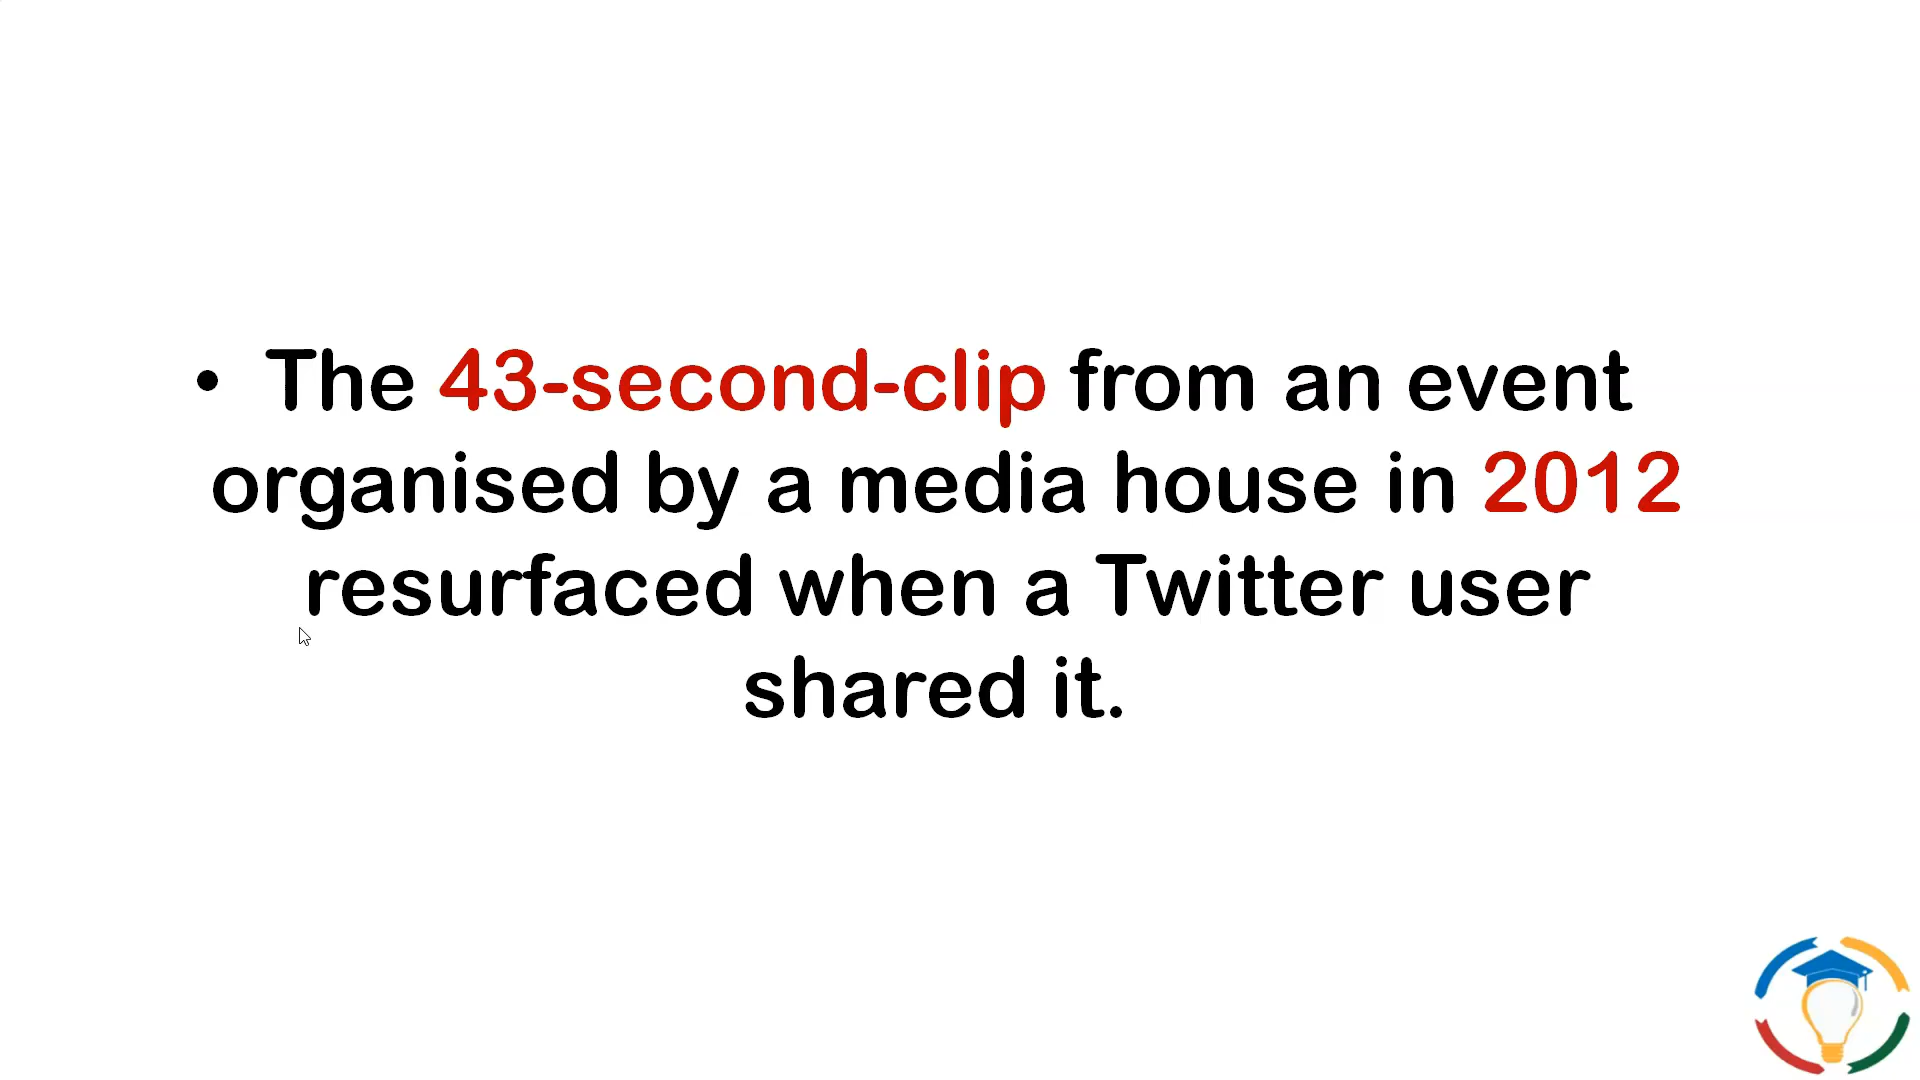 • The 43-second-clip from an event
organised by a media house in 2012
resurfaced when a Twitter user
shared it.